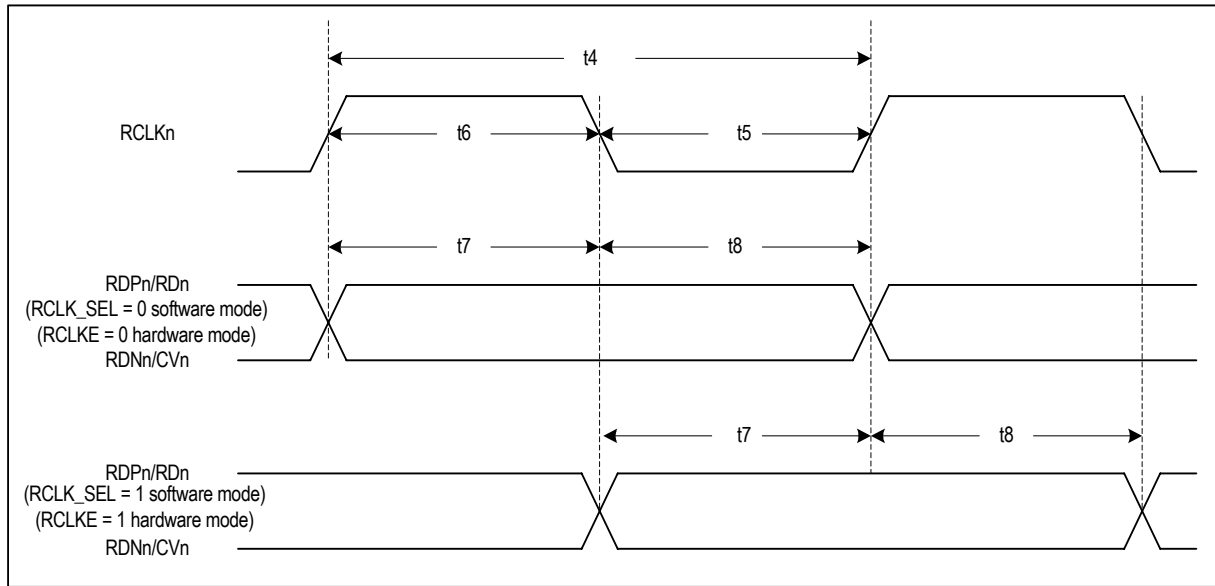 t4
RCLKn
t6
t5
t7
t8
RDPn/RDn
(RCLK_SEL = 0 software mode)
(RCLKE = 0 hardware mode)
RDNn/CVn
t7
t8
RDPn/RDn
(RCLK_SEL = 1 software mode)
(RCLKE = 1 hardware mode)
RDNn/CVn